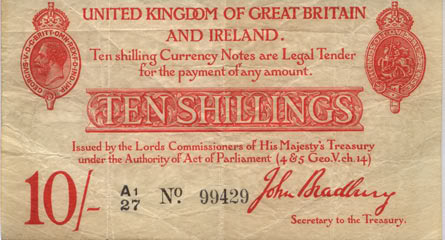 UNITED KINGDOM OF GREAT BRITAIN
AND IRELAND.
Ten shilling Currency Notes are Legal Tender
for the payment of any amount.
TEN SHILLINGS
Issued by the Lords Commissioners of His Majesty's Treasury
under the Authority of Act of Parliament (4 & 5 Geo.V. ch.14)
10/- A1/27 No. 99429 John Bradbury
Secretary to the Treasury.